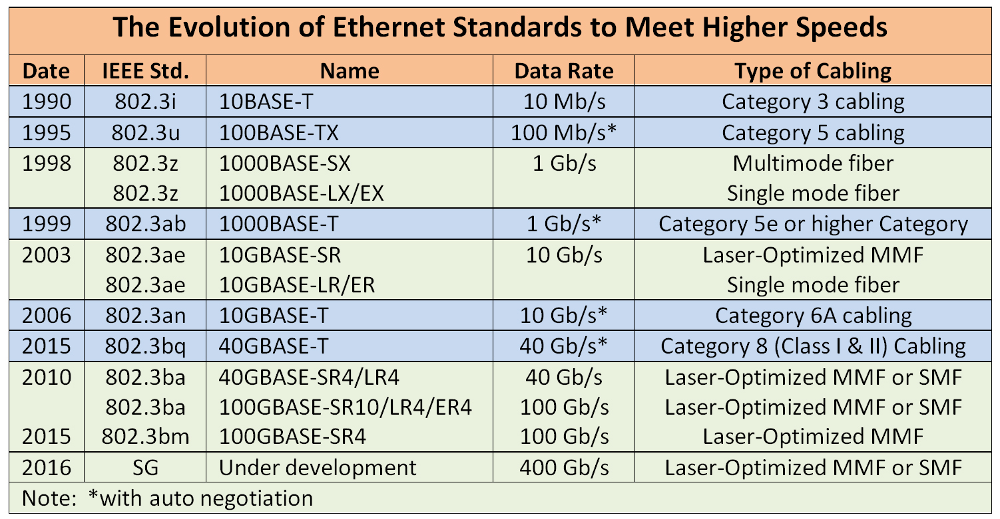 The Evolution of Ethernet Standards to Meet Higher Speeds
Date IEEE Std. Name Data Rate Type of Cabling
1990 802.3i 10BASE-T 10 Mb/s Category 3 cabling
1995 802.3u 100BASE-TX 100 Mb/s* Category 5 cabling
1998 802.3z 1000BASE-SX 1 Gb/s Multimode fiber
802.3z 1000BASE-LX/EX Single mode fiber
1999 802.3ab 1000BASE-T 1 Gb/s* Category 5e or higher Category
2003 802.3ae 10GBASE-SR 10 Gb/s Laser-Optimized MMF
802.3ae 10GBASE-LR/ER Single mode fiber
2006 802.3an 10GBASE-T 10 Gb/s* Category 6A cabling
2015 802.3bq 40GBASE-T 40 Gb/s* Category 8 (Class I & II) Cabling
2010 802.3ba 40GBASE-SR4/LR4 40 Gb/s Laser-Optimized MMF or SMF
802.3ba 100GBASE-SR10/LR4/ER4 100 Gb/s Laser-Optimized MMF or SMF
2015 802.3bm 100GBASE-SR4 100 Gb/s Laser-Optimized MMF
2016 SG Under development 400 Gb/s Laser-Optimized MMF or SMF
Note: *with auto negotiation